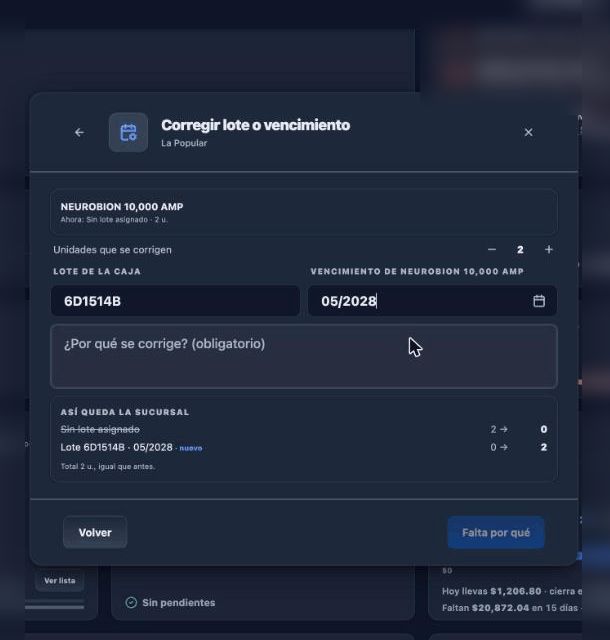 Corregir lote o vencimiento
La Popular
NEUROBION 10,000 AMP
Ahora: Sin lote asignado · 2 u.
Unidades que se corrigen
− 2 +
LOTE DE LA CAJA
VENCIMIENTO DE NEUROBION 10,000 AMP
6D1514B
05/2028
¿Por qué se corrige? (obligatorio)
ASÍ QUEDA LA SUCURSAL
Sin lote asignado 2 → 0
Lote 6D1514B · 05/2028 · nuevo 0 → 2
Total 2 u., igual que antes.
Volver
Falta por qué
Ver lista
Sin pendientes
$0
Hoy llevas $1,206.80 · cierra e
Faltan $20,872.04 en 15 días ·